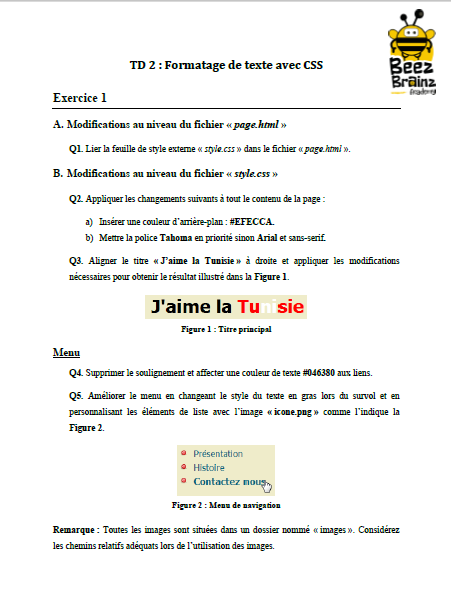 Beez
Brainz
Academy
TD 2 : Formatage de texte avec CSS
Exercice 1
A. Modifications au niveau du fichier « page.html »
Q1. Lier la feuille de style externe « style.css » dans le fichier « page.html ».
B. Modifications au niveau du fichier « style.css »
Q2. Appliquer les changements suivants à tout le contenu de la page :
a) Insérer une couleur d'arrière-plan : #EFECCA.
b) Mettre la police Tahoma en priorité sinon Arial et sans-serif.
Q3. Aligner le titre « J'aime la Tunisie » à droite et appliquer les modifications
nécessaires pour obtenir le résultat illustré dans la Figure 1.
J'aime la Tunisie
Figure 1 : Titre principal
Menu
Q4. Supprimer le soulignement et affecter une couleur de texte #046380 aux liens.
Q5. Améliorer le menu en changeant le style du texte en gras lors du survol et en
personnalisant les éléments de liste avec l'image « icone.png » comme l'indique la
Figure 2.
Présentation
Histoire
Contactez nous
Figure 2 : Menu de navigation
Remarque : Toutes les images sont situées dans un dossier nommé « images ». Considérez
les chemins relatifs adéquats lors de l'utilisation des images.